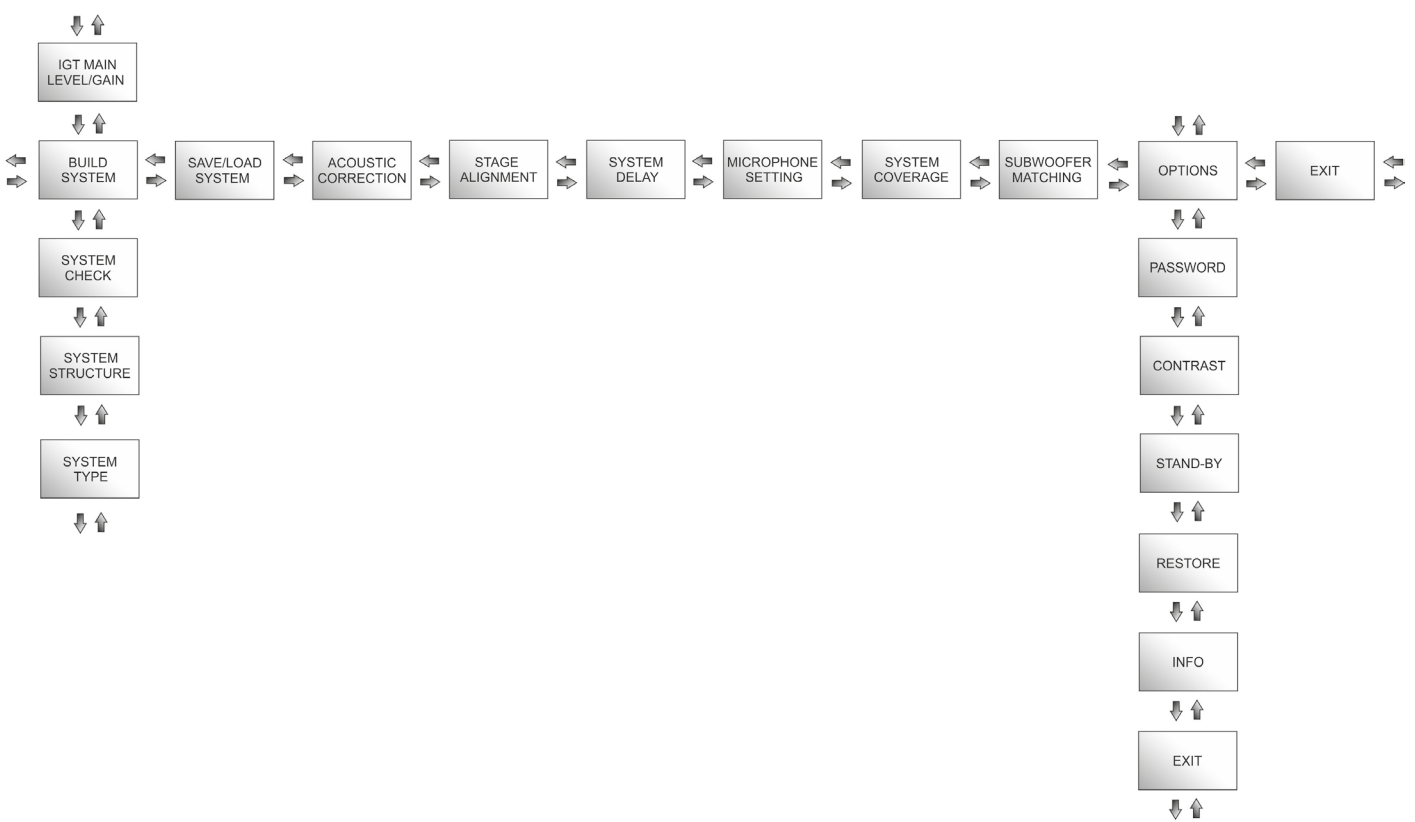 IGT MAIN
LEVEL/GAIN
BUILD
SYSTEM
SAVE/LOAD
SYSTEM
ACOUSTIC
CORRECTION
STAGE
ALIGNMENT
SYSTEM
DELAY
MICROPHONE
SETTING
SYSTEM
COVERAGE
SUBWOOFER
MATCHING
OPTIONS
EXIT
SYSTEM
CHECK
SYSTEM
STRUCTURE
SYSTEM
TYPE
PASSWORD
CONTRAST
STAND-BY
RESTORE
INFO
EXIT